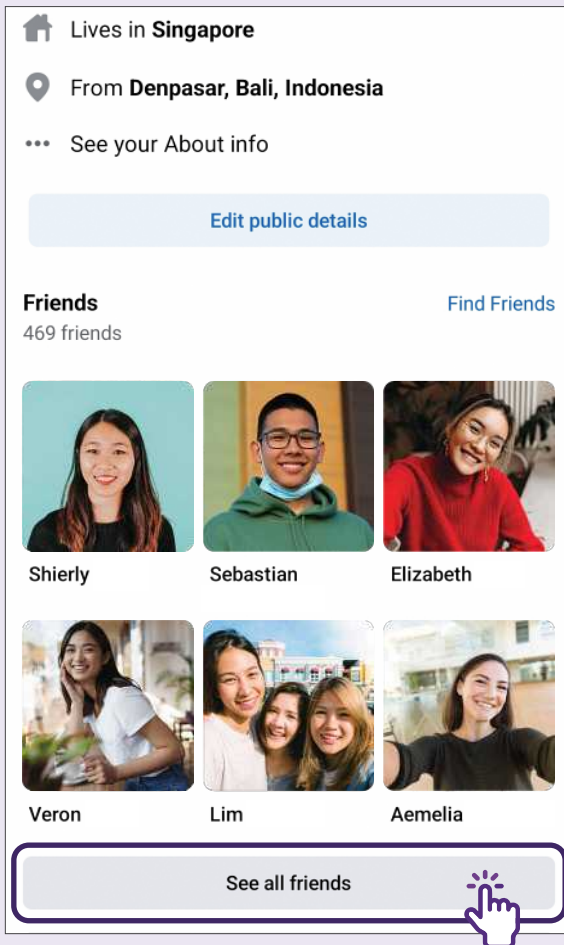 Lives in Singapore
From Denpasar, Bali, Indonesia
See your About info
Edit public details
Friends
Find Friends
469 friends
Shierly
Sebastian
Elizabeth
Veron
Lim
Aemelia
See all friends